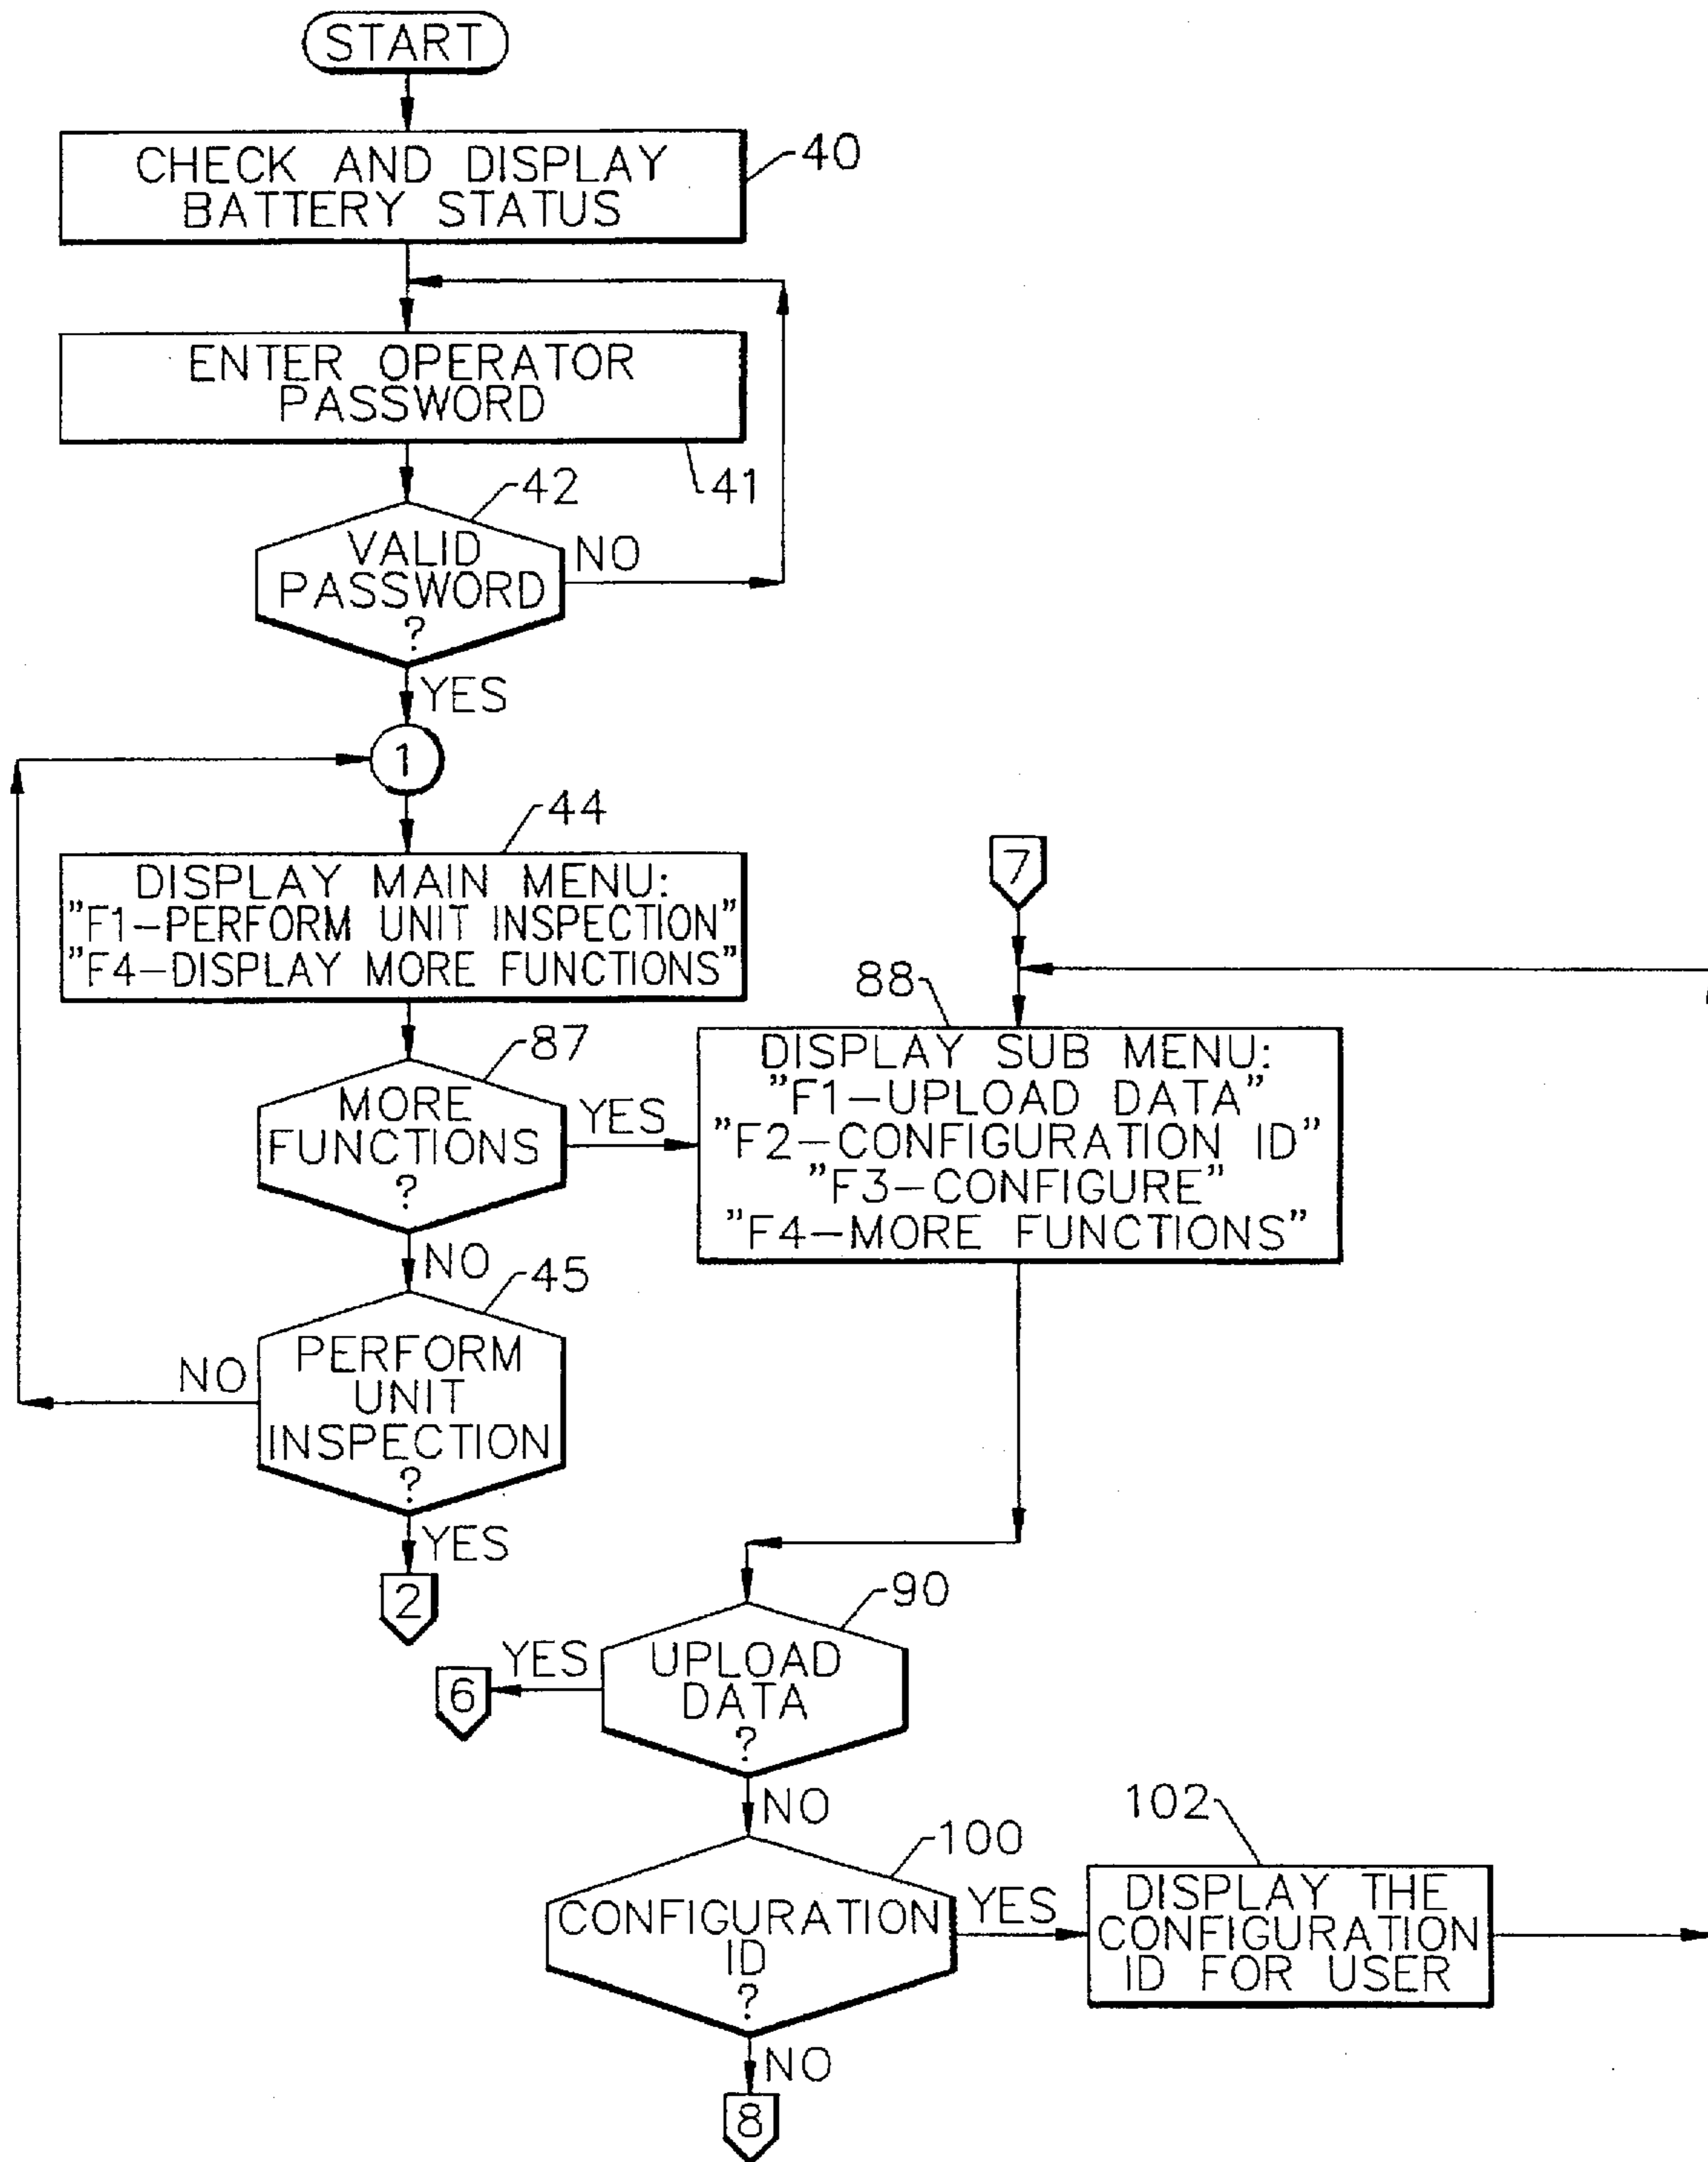 START
CHECK AND DISPLAY
BATTERY STATUS
40
ENTER OPERATOR
PASSWORD
41
42
VALID
PASSWORD
?
NO
YES
1
44
DISPLAY MAIN MENU:
"F1-PERFORM UNIT INSPECTION"
"F4-DISPLAY MORE FUNCTIONS"
7
87
MORE
FUNCTIONS
?
YES
NO
88
DISPLAY SUB MENU:
"F1-UPLOAD DATA"
"F2-CONFIGURATION ID"
"F3-CONFIGURE"
"F4-MORE FUNCTIONS"
45
PERFORM
UNIT
INSPECTION
?
NO
YES
2
90
UPLOAD
DATA
?
YES
6
NO
100
CONFIGURATION
ID
?
YES
102
DISPLAY THE
CONFIGURATION
ID FOR USER
NO
8